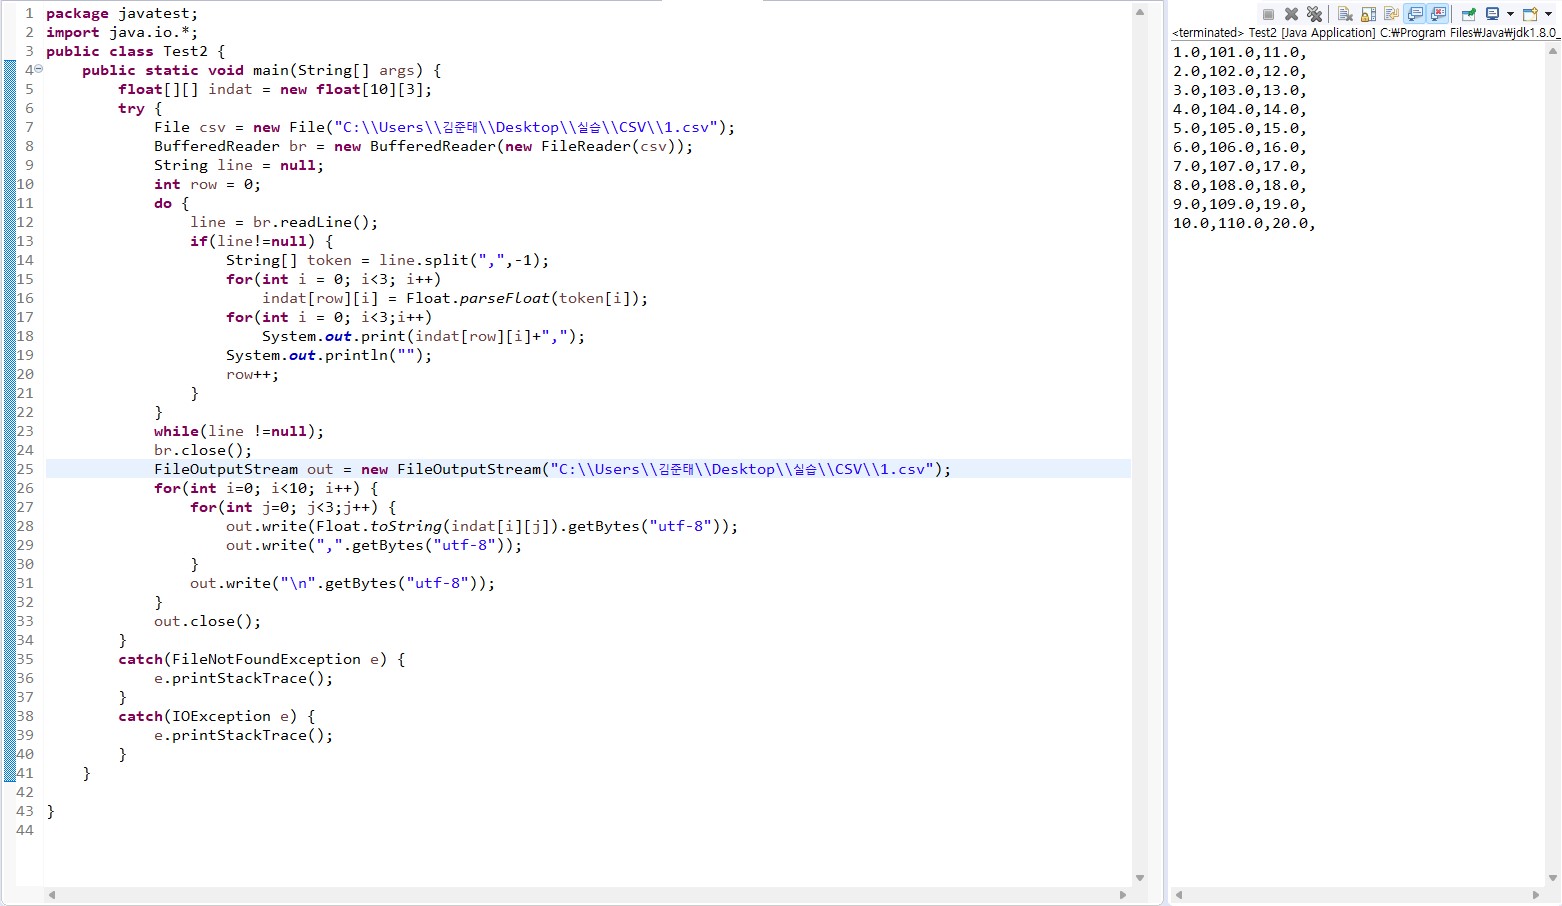 1 package javatest;
2 import java.io.*;
3 public class Test2 {
4 public static void main(String[] args) {
5 float[][] indat = new float[10][3];
6 try {
7 File csv = new File("C:\\Users\\김준태\\Desktop\\실습\\CSV\\1.csv");
8 BufferedReader br = new BufferedReader(new FileReader(csv));
9 String line = null;
10 int row = 0;
11 do {
12 line = br.readLine();
13 if(line!=null) {
14 String[] token = line.split(",",-1);
15 for(int i = 0; i<3; i++)
16 indat[row][i] = Float.parseFloat(token[i]);
17 for(int i = 0; i<3;i++)
18 System.out.print(indat[row][i]+",");
19 System.out.println("");
20 row++;
21 }
22 }
23 while(line !=null);
24 br.close();
25 FileOutputStream out = new FileOutputStream("C:\\Users\\김준태\\Desktop\\실습\\CSV\\1.csv");
26 for(int i=0; i<10; i++) {
27 for(int j=0; j<3;j++) {
28 out.write(Float.toString(indat[i][j]).getBytes("utf-8"));
29 out.write(",".getBytes("utf-8"));
30 }
31 out.write("\n".getBytes("utf-8"));
32 }
33 out.close();
34 }
35 catch(FileNotFoundException e) {
36 e.printStackTrace();
37 }
38 catch(IOException e) {
39 e.printStackTrace();
40 }
41 }
42
43 }
44
<terminated> Test2 [Java Application] C:₩Program Files₩Java₩jdk1.8.0_
1.0,101.0,11.0,
2.0,102.0,12.0,
3.0,103.0,13.0,
4.0,104.0,14.0,
5.0,105.0,15.0,
6.0,106.0,16.0,
7.0,107.0,17.0,
8.0,108.0,18.0,
9.0,109.0,19.0,
10.0,110.0,20.0,